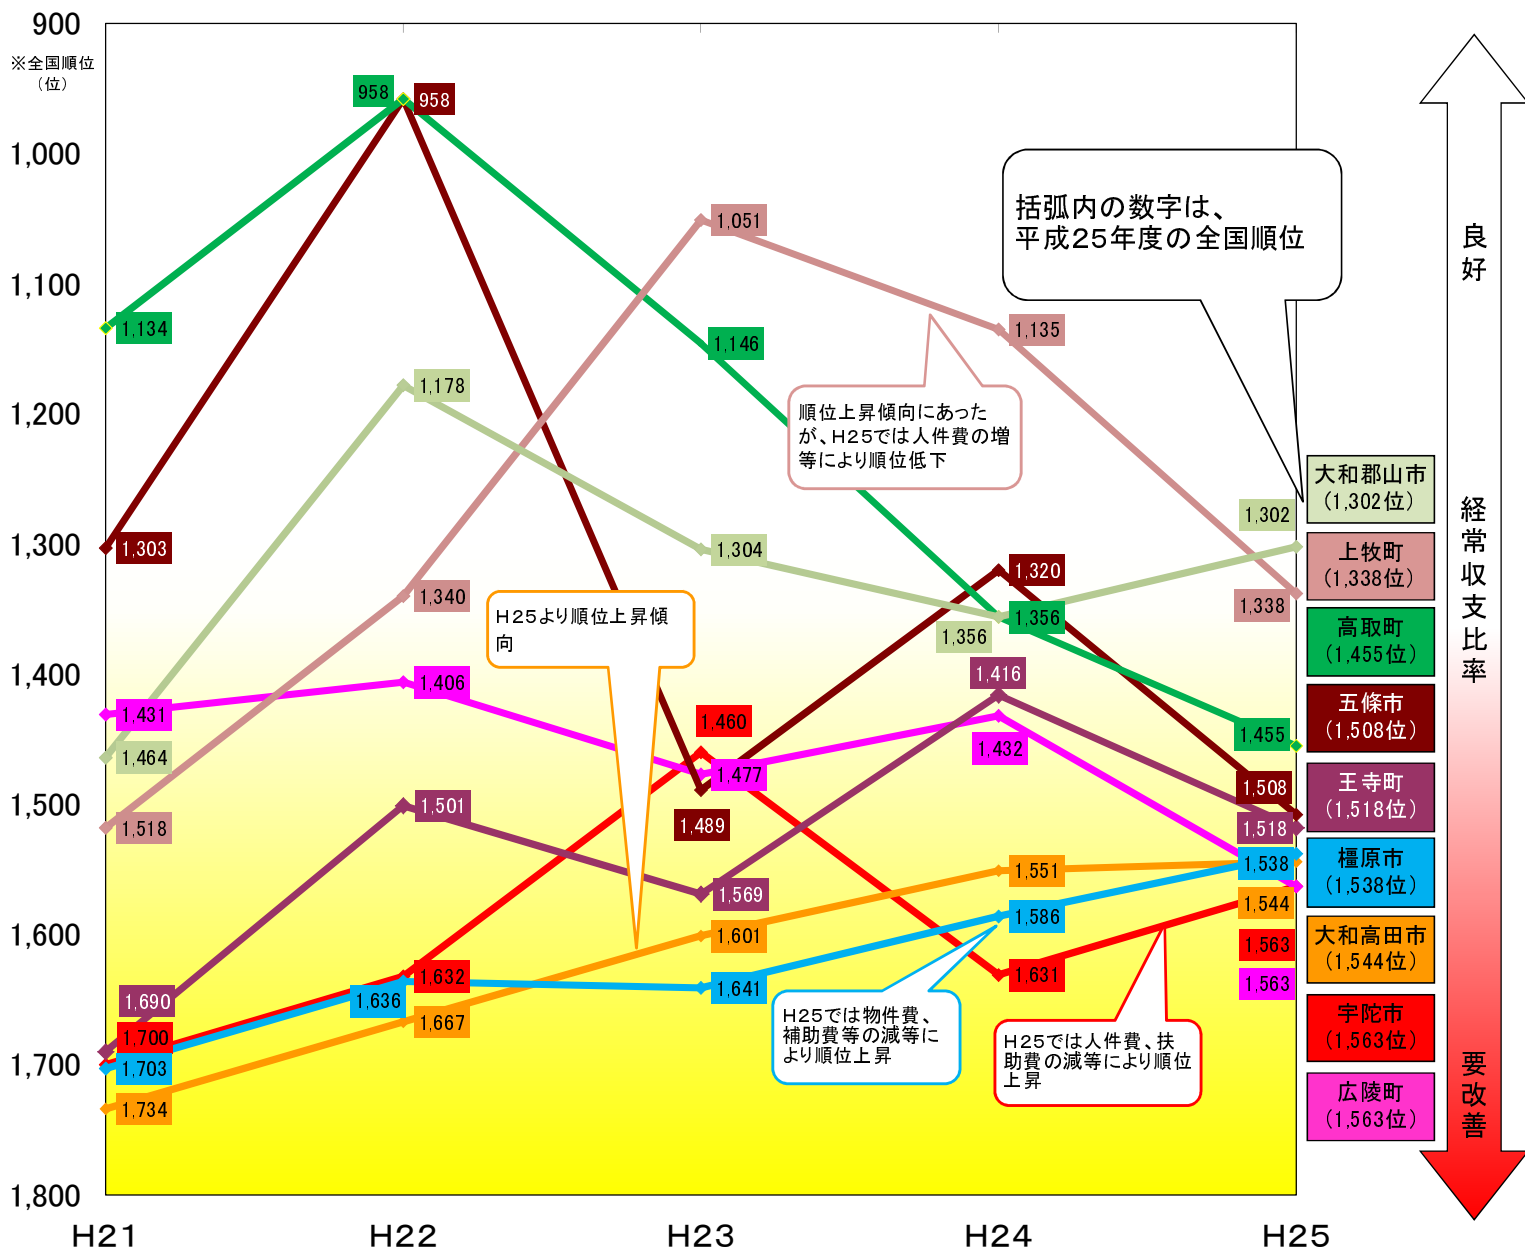 900
※全国順位
（位）
1,000
1,100
1,200
1,300
1,400
1,500
1,600
1,700
1,800
H21
H22
H23
H24
H25
958
958
1,134
1,178
1,303
1,340
1,431
1,406
1,464
1,518
1,501
1,690
1,700
1,703
1,734
1,632
1,636
1,667
1,051
1,146
1,304
1,460
1,477
1,489
1,569
1,601
1,641
1,135
1,320
1,356
1,356
1,416
1,432
1,551
1,586
1,631
1,302
1,338
1,455
1,508
1,518
1,538
1,544
1,563
1,563
括弧内の数字は、
平成25年度の全国順位
順位上昇傾向にあった
が、H25では人件費の増
等により順位低下
H25より順位上昇傾
向
H25では物件費、
補助費等の減等に
より順位上昇
H25では人件費、扶
助費の減等により順位
上昇
大和郡山市
（1,302位）
上牧町
（1,338位）
高取町
（1,455位）
五條市
（1,508位）
王寺町
（1,518位）
橿原市
（1,538位）
大和高田市
（1,544位）
宇陀市
（1,563位）
広陵町
（1,563位）
良好
経常収支比率
要改善